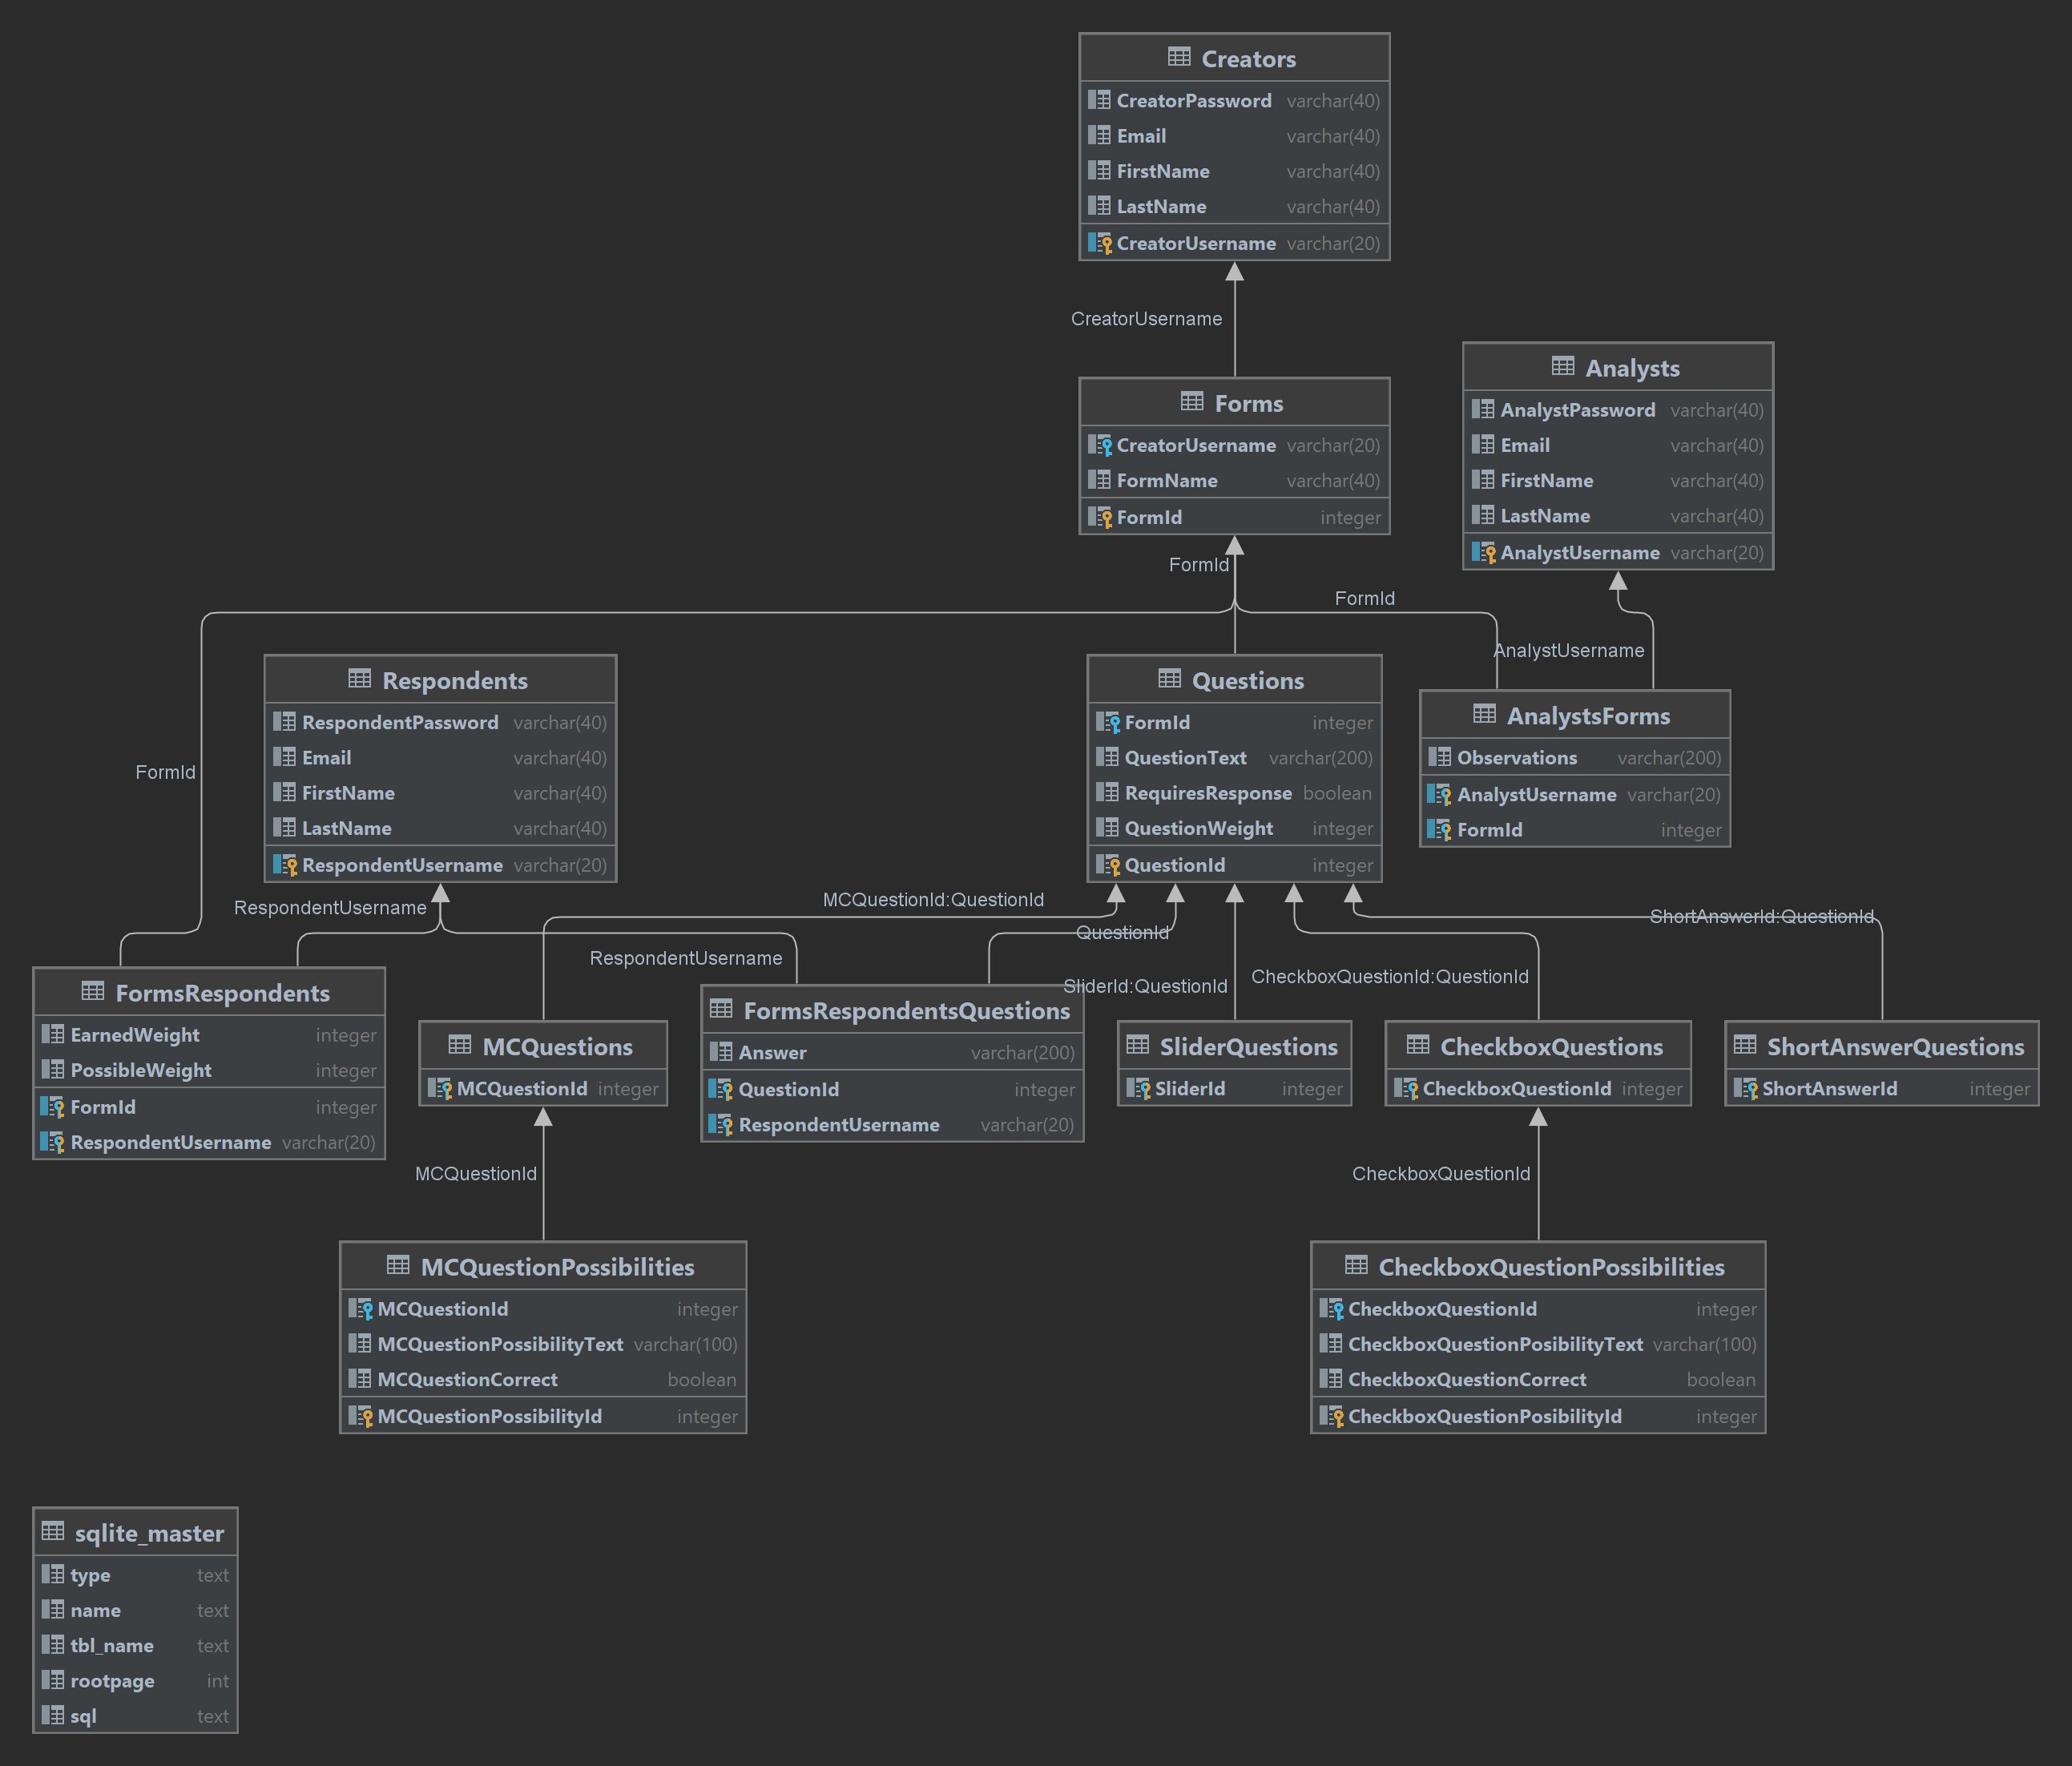 Creators
CreatorPassword varchar(40)
Email varchar(40)
FirstName varchar(40)
LastName varchar(40)
CreatorUsername varchar(20)
CreatorUsername
Forms
CreatorUsername varchar(20)
FormName varchar(40)
FormId integer
Analysts
AnalystPassword varchar(40)
Email varchar(40)
FirstName varchar(40)
LastName varchar(40)
AnalystUsername varchar(20)
FormId
FormId
AnalystUsername
FormId
Respondents
RespondentPassword varchar(40)
Email varchar(40)
FirstName varchar(40)
LastName varchar(40)
RespondentUsername varchar(20)
Questions
FormId integer
QuestionText varchar(200)
RequiresResponse boolean
QuestionWeight integer
QuestionId integer
AnalystsForms
Observations varchar(200)
AnalystUsername varchar(20)
FormId integer
RespondentUsername
MCQuestionId:QuestionId
RespondentUsername
QuestionId
SliderId:QuestionId
CheckboxQuestionId:QuestionId
ShortAnswerId:QuestionId
FormsRespondents
EarnedWeight integer
PossibleWeight integer
FormId integer
RespondentUsername varchar(20)
MCQuestions
MCQuestionId integer
FormsRespondentsQuestions
Answer varchar(200)
QuestionId integer
RespondentUsername varchar(20)
SliderQuestions
SliderId integer
CheckboxQuestions
CheckboxQuestionId integer
ShortAnswerQuestions
ShortAnswerId integer
MCQuestionId
CheckboxQuestionId
MCQuestionPossibilities
MCQuestionId integer
MCQuestionPossibilityText varchar(100)
MCQuestionCorrect boolean
MCQuestionPossibilityId integer
CheckboxQuestionPossibilities
CheckboxQuestionId integer
CheckboxQuestionPosibilityText varchar(100)
CheckboxQuestionCorrect boolean
CheckboxQuestionPosibilityId integer
sqlite_master
type text
name text
tbl_name text
rootpage int
sql text